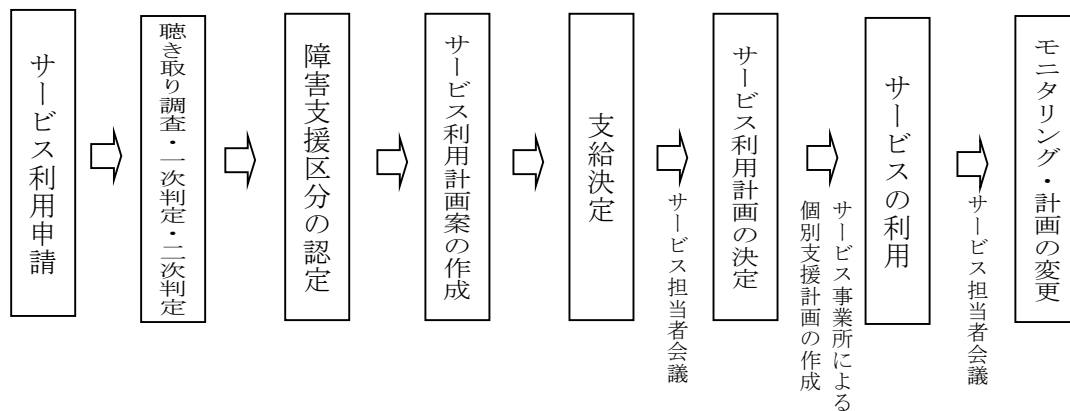 サービス利用申請
聴き取り調査・一次判定・二次判定
障害支援区分の認定
サービス利用計画案の作成
支給決定
サービス担当者会議
サービス利用計画の決定
サービス事業所による
個別支援計画の作成
サービスの利用
サービス担当者会議
モニタリング・計画の変更